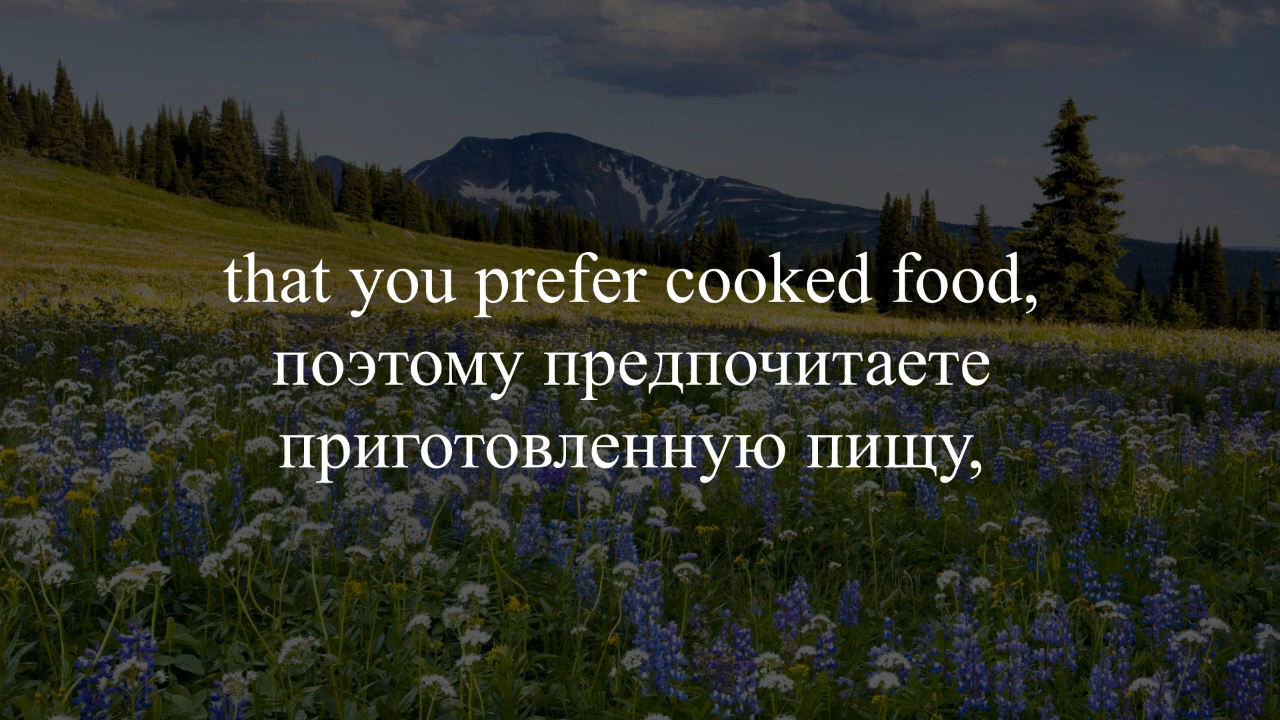 that you prefer cooked food,
поэтому предпочитаете
приготовленную пищу,